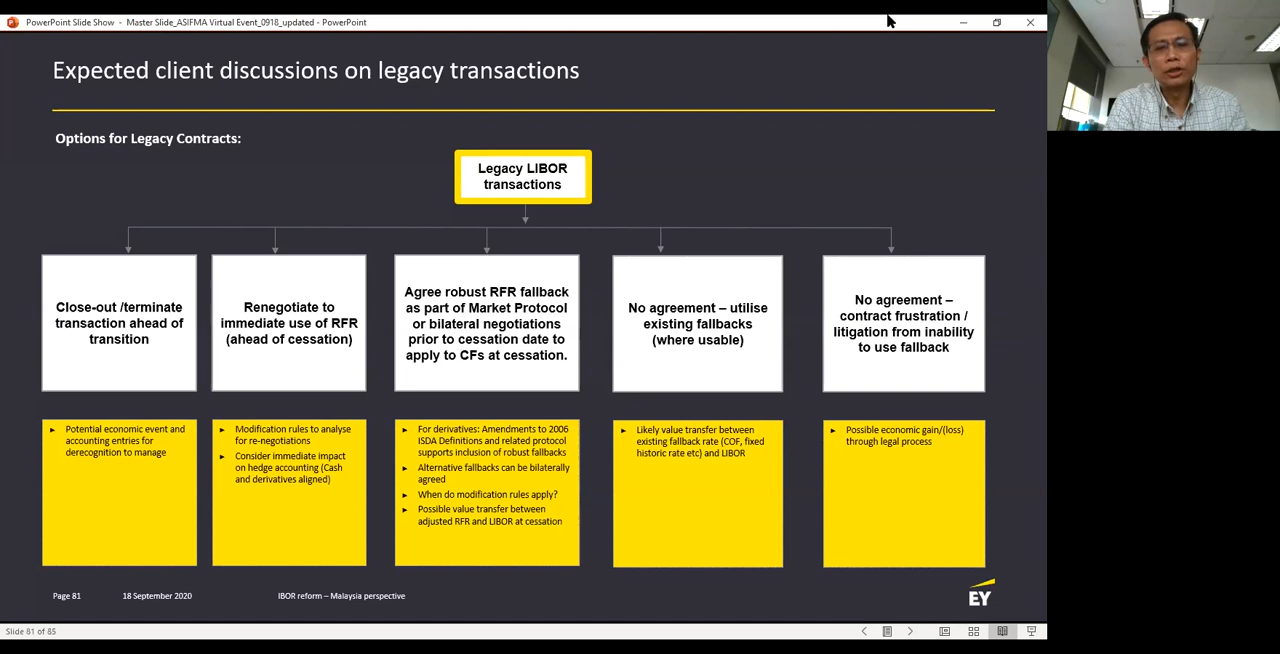 PowerPoint Slide Show - Master Slide_ASIFMA Virtual Event_0918_updated - PowerPoint
Expected client discussions on legacy transactions
Options for Legacy Contracts:
Legacy LIBOR
transactions
Close-out /terminate
transaction ahead of
transition
Renegotiate to
immediate use of RFR
(ahead of cessation)
Agree robust RFR fallback
as part of Market Protocol
or bilateral negotiations
prior to cessation date to
apply to CFs at cessation.
No agreement – utilise
existing fallbacks
(where usable)
No agreement –
contract frustration /
litigation from inability
to use fallback
► Potential economic event and
accounting entries for
derecognition to manage
► Modification rules to analyse
for re-negotiations
► Consider immediate impact
on hedge accounting (Cash
and derivatives aligned)
► For derivatives: Amendments to 2006
ISDA Definitions and related protocol
supports inclusion of robust fallbacks
► Alternative fallbacks can be bilaterally
agreed
► When do modification rules apply?
► Possible value transfer between
adjusted RFR and LIBOR at cessation
► Likely value transfer between
existing fallback rate (COF, fixed
historic rate etc) and LIBOR
► Possible economic gain/(loss)
through legal process
Page 81
18 September 2020
IBOR reform – Malaysia perspective
EY
Slide 81 of 85